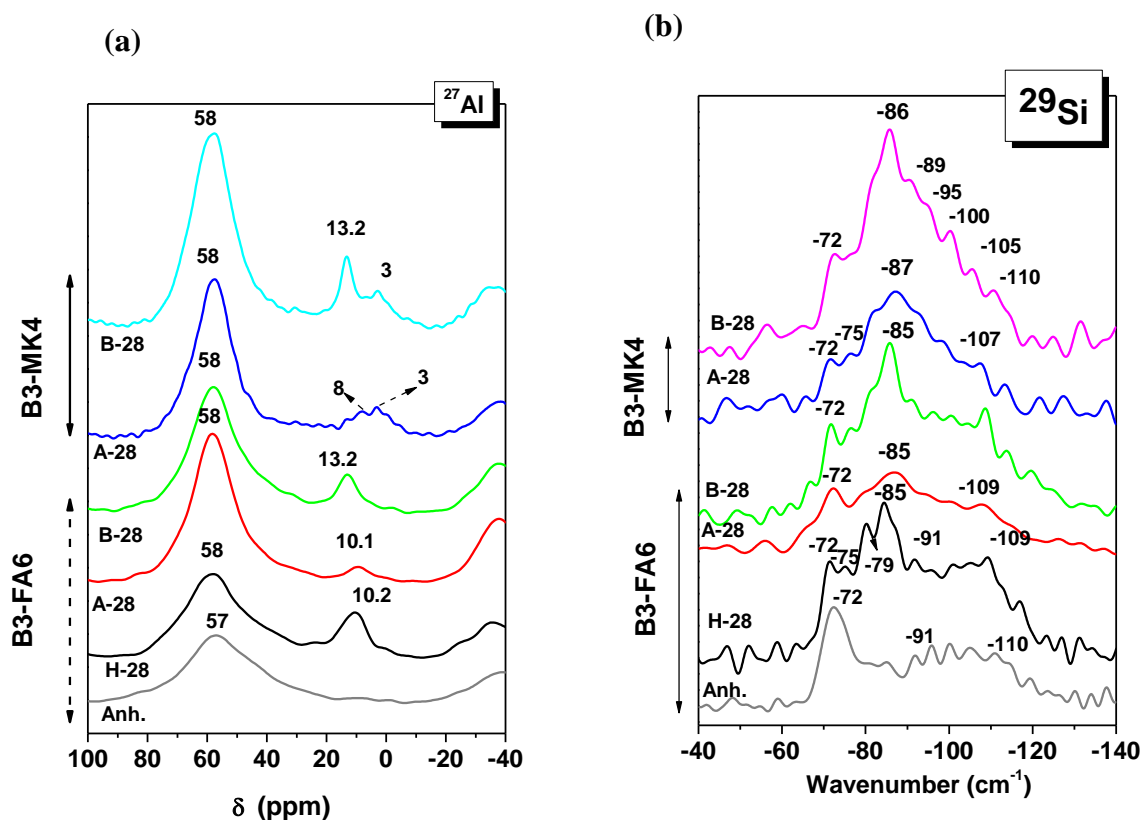 (a)
27Al
58
13.2
3
58
B-28
8
3
58
A-28
58
13.2
B-28
10.1
A-28
58
10.2
H-28
57
Anh.
B3-MK4
B3-FA6
100 80 60 40 20 0 -20 -40
δ (ppm)
(b)
29Si
-86
-89
-95
-100
-105
-110
-72
B-28
-87
-72
-75
-85
-107
A-28
-72
B-28
-85
-72
-85
-109
A-28
-72
-75
-79
-91
-109
H-28
-72
-91
-110
Anh.
B3-MK4
B3-FA6
-40 -60 -80 -100 -120 -140
Wavenumber (cm-1)